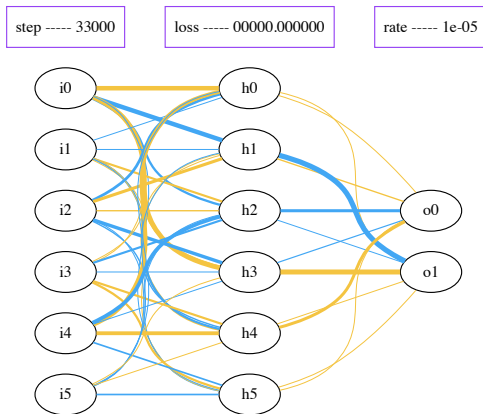 step ----- 33000
loss ----- 00000.000000
rate ----- 1e-05
i0
h0
i1
h1
i2
h2
o0
i3
h3
o1
i4
h4
i5
h5